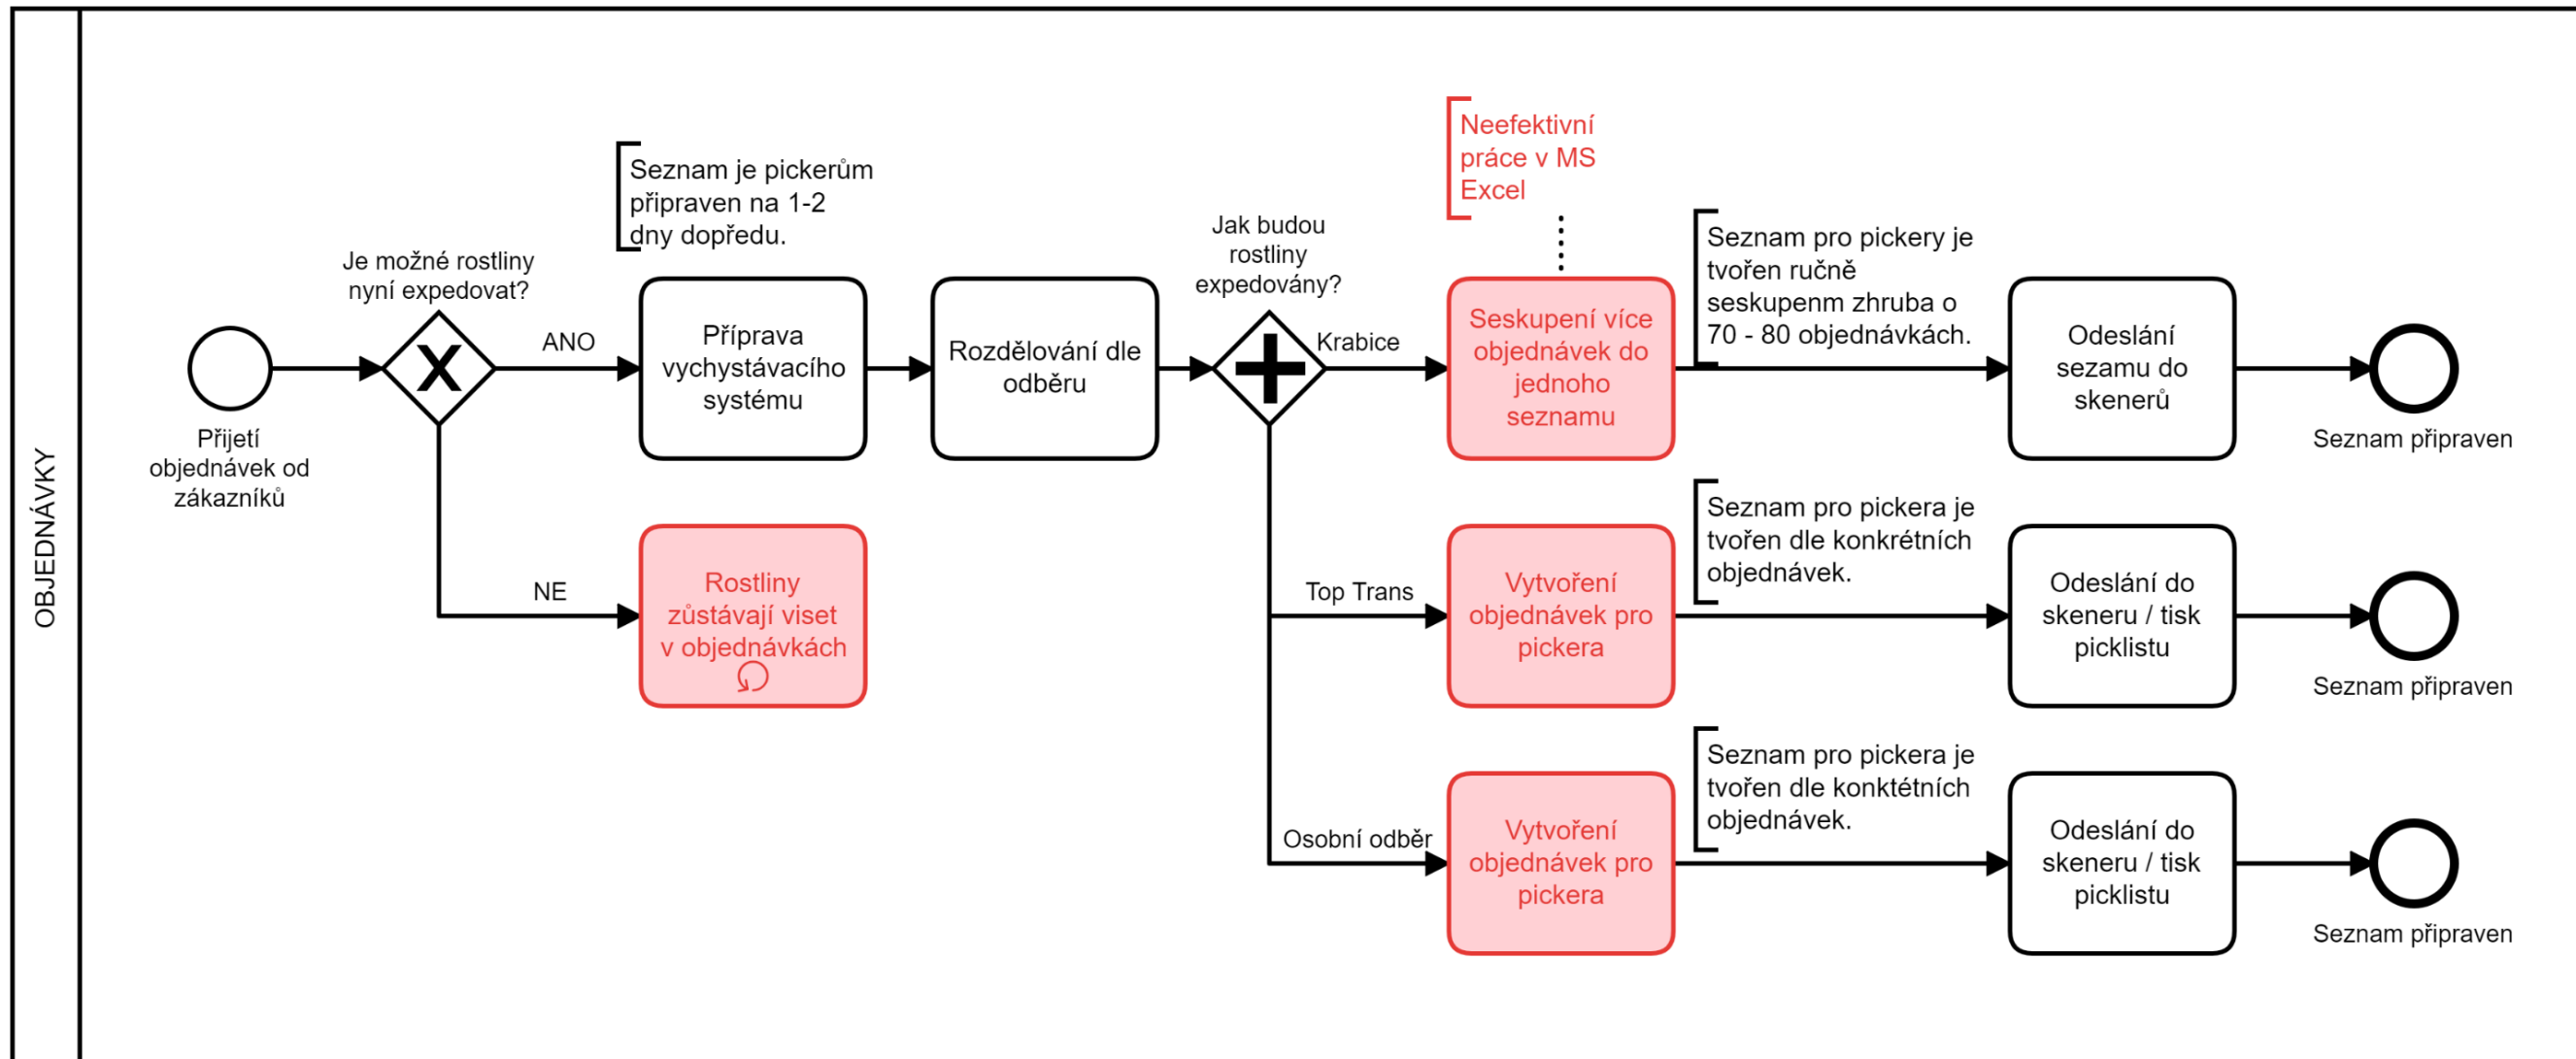 OBJEDNÁVKY
Přijetí
objednávek od
zákazníků
Je možné rostliny
nyní expedovat?
ANO
NE
Seznam je pickerům
připraven na 1-2
dny dopředu.
Příprava
vychystávacího
systému
Rostliny
zůstávají viset
v objednávkách
Rozdělování dle
odběru
Jak budou
rostliny
expedovány?
Krabice
Top Trans
Osobní odběr
Neefektivní
práce v MS
Excel
Seskupení více
objednávek do
jednoho
seznamu
Seznam pro pickery je
tvořen ručně
seskupenm zhruba o
70 - 80 objednávkách.
Odeslání
sezamu do
skenerů
Seznam připraven
Vytvoření
objednávek pro
pickera
Seznam pro pickera je
tvořen dle konkrétních
objednávek.
Odeslání do
skeneru / tisk
picklistu
Seznam připraven
Vytvoření
objednávek pro
pickera
Seznam pro pickera je
tvořen dle konktétních
objednávek.
Odeslání do
skeneru / tisk
picklistu
Seznam připraven